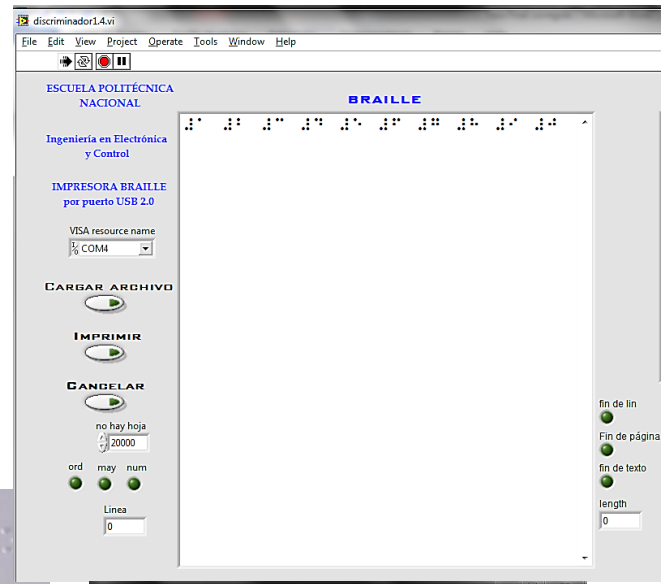 discriminador1.4.vi
File Edit View Project Operate Tools Window Help
ESCUELA POLITÉCNICA
NACIONAL
Ingeniería en Electrónica
y Control
IMPRESORA BRAILLE
por puerto USB 2.0
VISA resource name
COM4
CARGAR ARCHIVO
IMPRIMIR
CANCELAR
no hay hoja
20000
ord may num
Linea
0
BRAILLE
⠼⠁ ⠼⠃ ⠼⠉ ⠼⠙ ⠼⠑ ⠼⠋ ⠼⠛ ⠼⠓ ⠼⠊ ⠼⠚
fin de lin
Fin de página
fin de texto
length
0